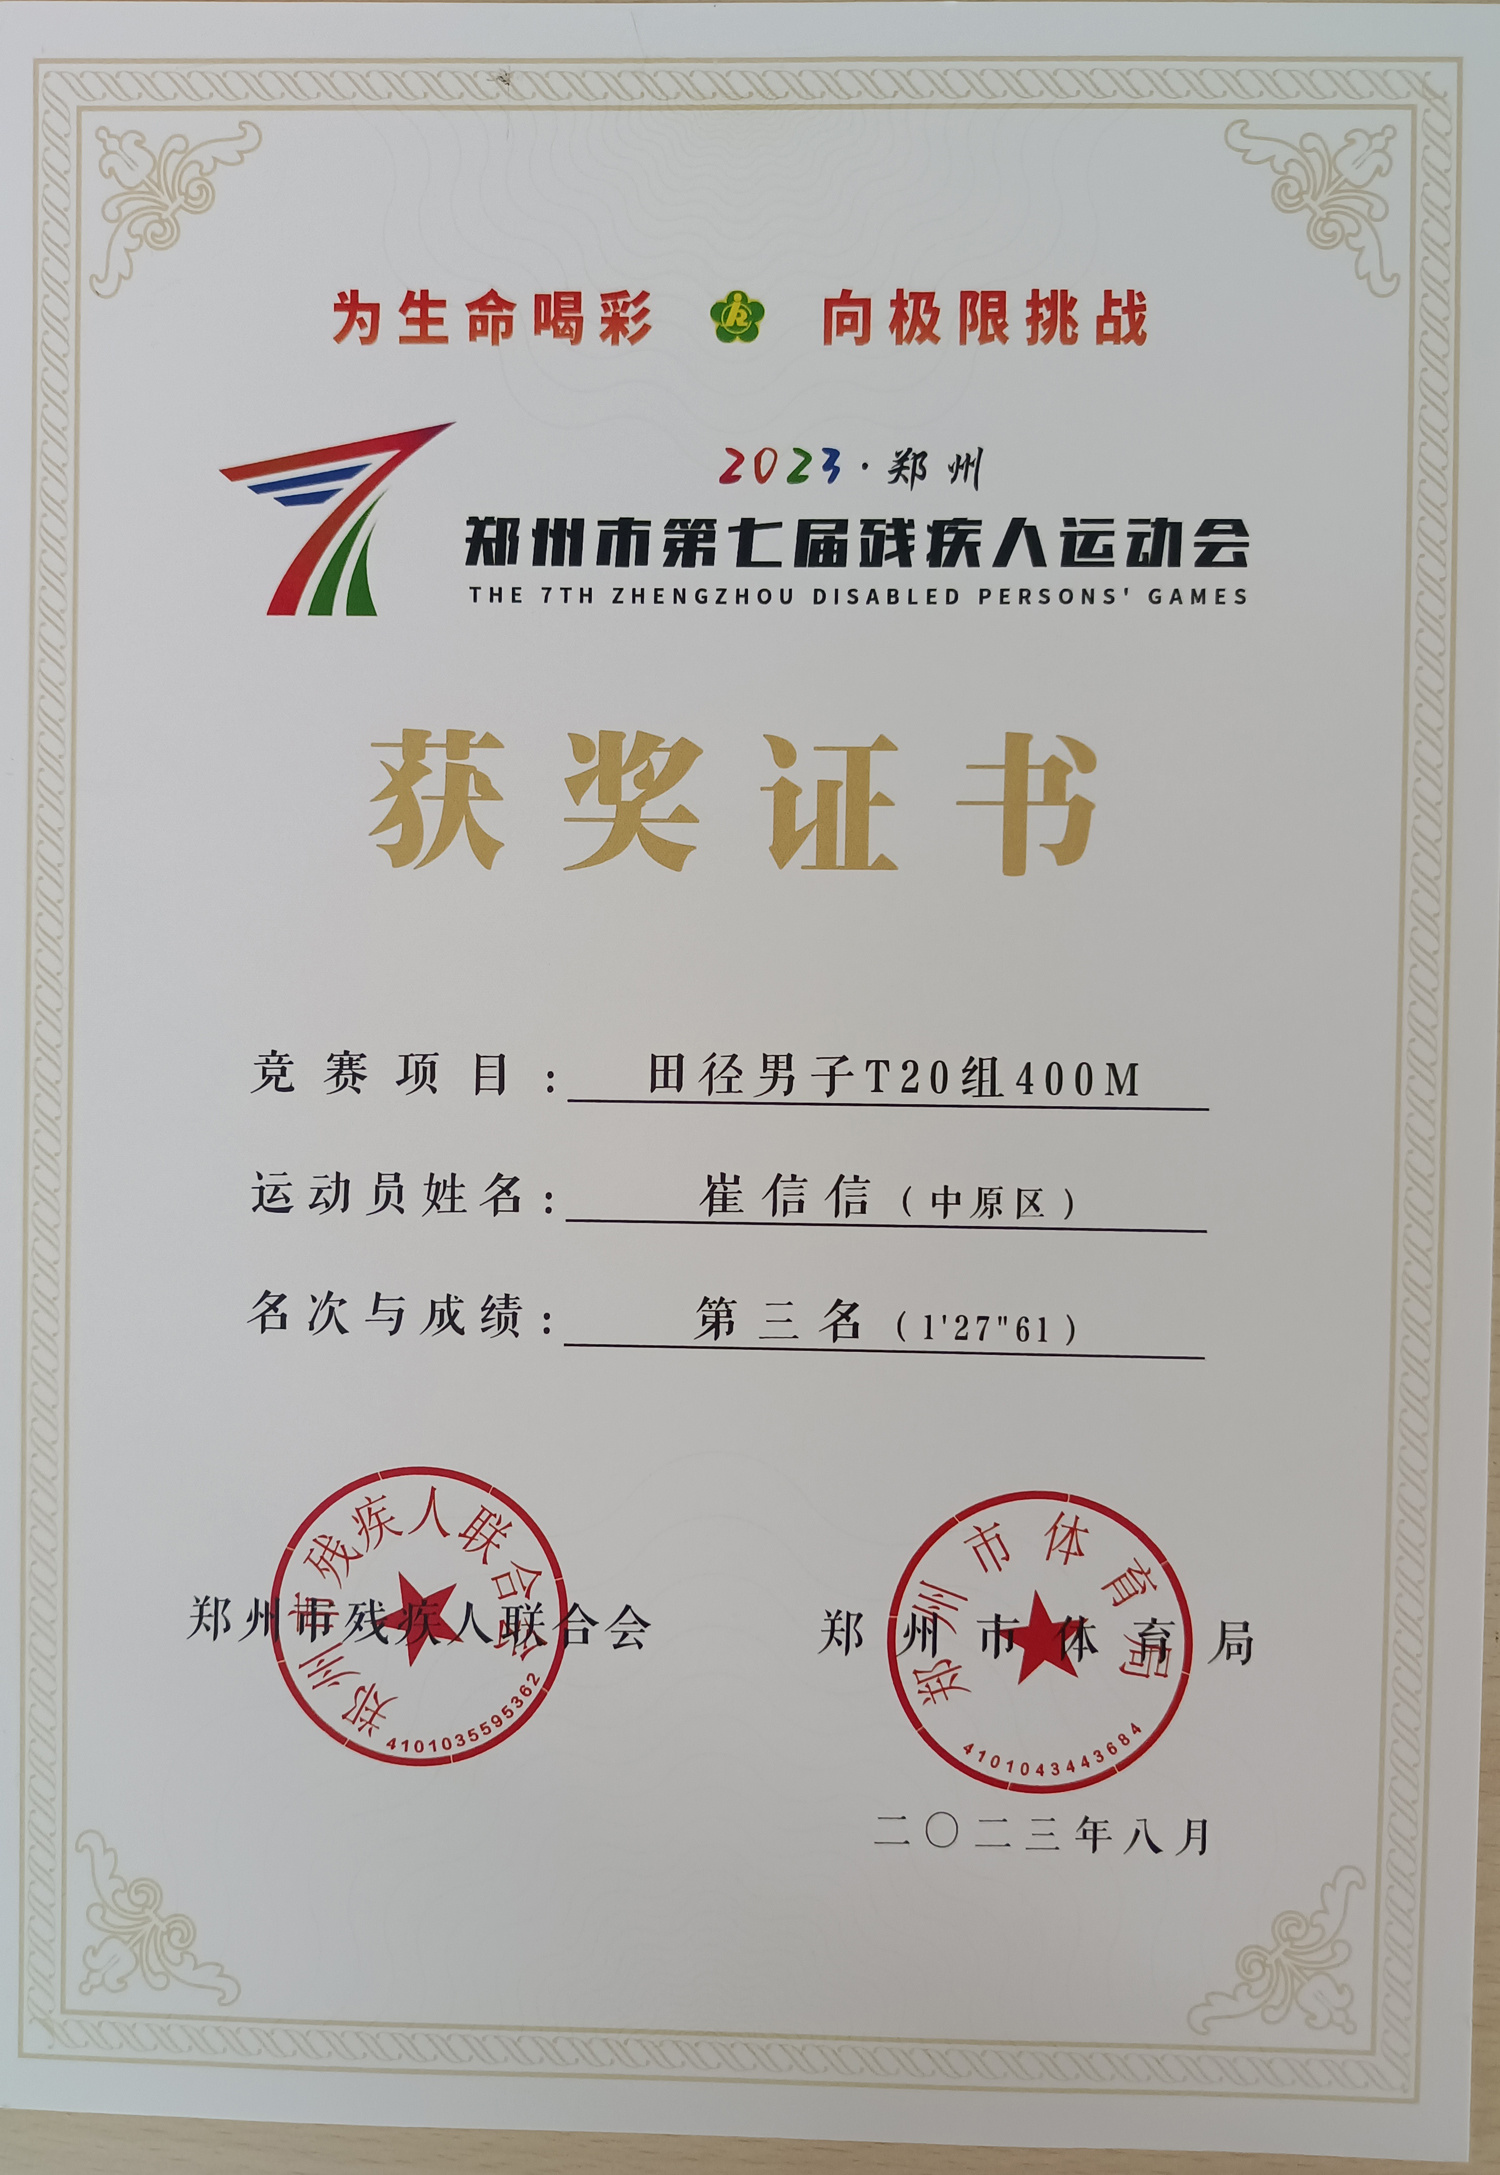 为生命喝彩 向极限挑战
2023·郑州
郑州市第七届残疾人运动会
THE 7TH ZHENGZHOU DISABLED PERSONS' GAMES
获奖证书
竞赛项目：田径男子T20组400M
运动员姓名：崔信信（中原区）
名次与成绩：第三名（1'27"61）
郑州市残疾人联合会
4101035595362
郑州市残疾人联合会
郑州市体育局
4101043443684
郑州市体育局
二〇二三年八月